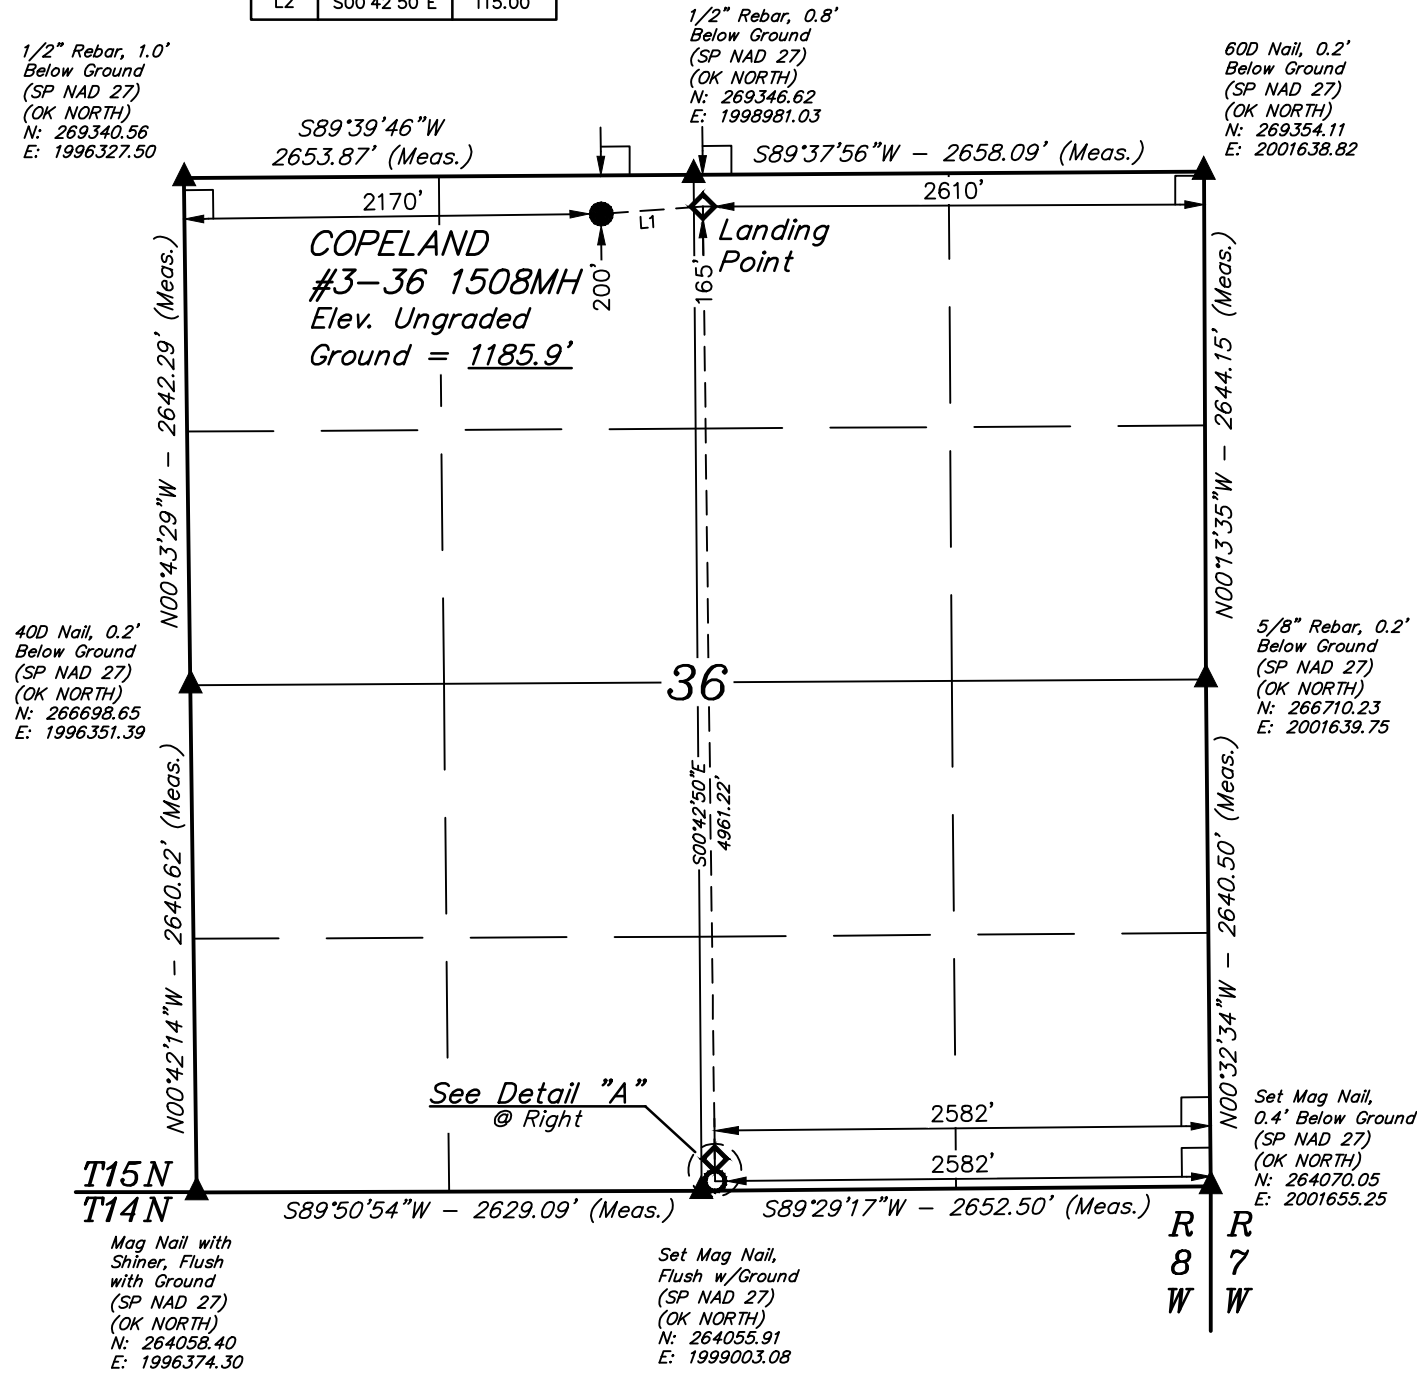 L2 S00°42'50"E 115.00'
1/2" Rebar, 1.0'
Below Ground
(SP NAD 27)
(OK NORTH)
N: 269340.56
E: 1996327.50
1/2" Rebar, 0.8'
Below Ground
(SP NAD 27)
(OK NORTH)
N: 269346.62
E: 1998981.03
60D Nail, 0.2'
Below Ground
(SP NAD 27)
(OK NORTH)
N: 269354.11
E: 2001638.82
S89°39'46"W
2653.87' (Meas.)
S89°37'56"W - 2658.09' (Meas.)
2170'
2610'
L1
COPELAND
#3-36 1508MH
Elev. Ungraded
Ground = 1185.9'
200'
165'
Landing
Point
N00°43'29"W - 2642.29' (Meas.)
N00°13'35"W - 2644.15' (Meas.)
40D Nail, 0.2'
Below Ground
(SP NAD 27)
(OK NORTH)
N: 266698.65
E: 1996351.39
36
5/8" Rebar, 0.2'
Below Ground
(SP NAD 27)
(OK NORTH)
N: 266710.23
E: 2001639.75
S00°42'50"E
4961.22'
N00°42'14"W - 2640.62' (Meas.)
N00°32'34"W - 2640.50' (Meas.)
See Detail "A"
@ Right
2582'
2582'
Set Mag Nail,
0.4' Below Ground
(SP NAD 27)
(OK NORTH)
N: 264070.05
E: 2001655.25
T15N
T14N
S89°50'54"W - 2629.09' (Meas.)
S89°29'17"W - 2652.50' (Meas.)
R R
8 7
W W
Mag Nail with
Shiner, Flush
with Ground
(SP NAD 27)
(OK NORTH)
N: 264058.40
E: 1996374.30
Set Mag Nail,
Flush w/Ground
(SP NAD 27)
(OK NORTH)
N: 264055.91
E: 1999003.08